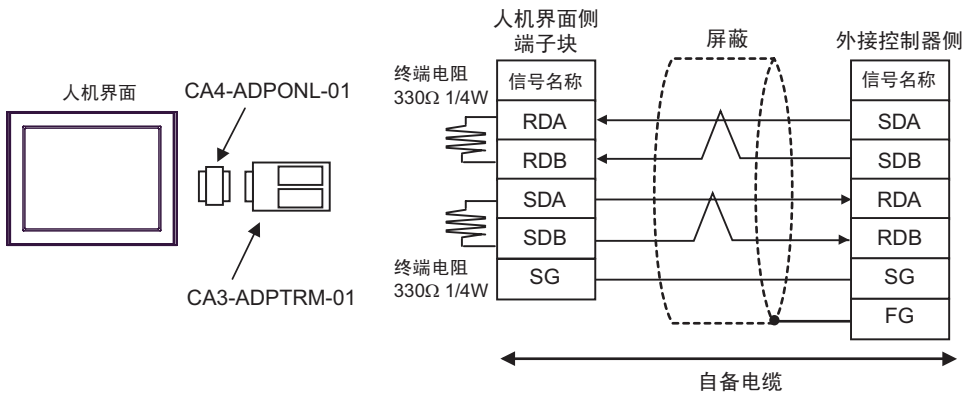 人机界面
CA4-ADPONL-01
CA3-ADPTRM-01
人机界面侧
端子块
屏蔽
外接控制器侧
终端电阻
330Ω 1/4W
信号名称
RDA
RDB
SDA
SDB
SG
终端电阻
330Ω 1/4W
信号名称
SDA
SDB
RDA
RDB
SG
FG
自备电缆